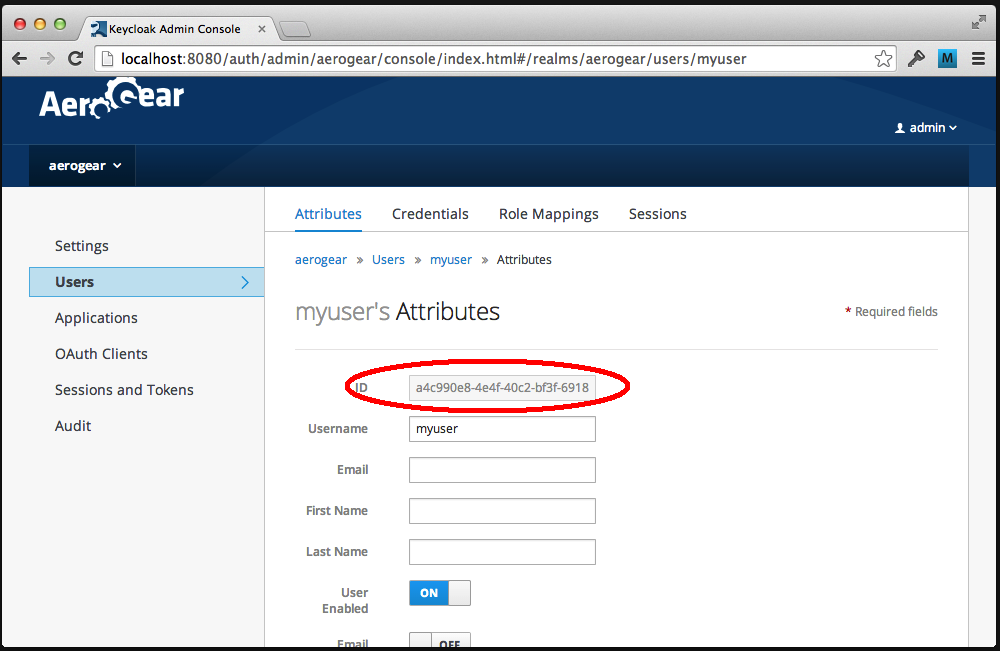 Keycloak Admin Console
localhost:8080/auth/admin/aerogear/console/index.html#/realms/aerogear/users/myuser
M
AeroGear
admin
aerogear
Attributes Credentials Role Mappings Sessions
Settings
Users
Applications
OAuth Clients
Sessions and Tokens
Audit
aerogear » Users » myuser » Attributes
myuser's Attributes
* Required fields
ID a4c990e8-4e4f-40c2-bf3f-6918
Username myuser
Email
First Name
Last Name
User
Enabled
ON
Email OFF